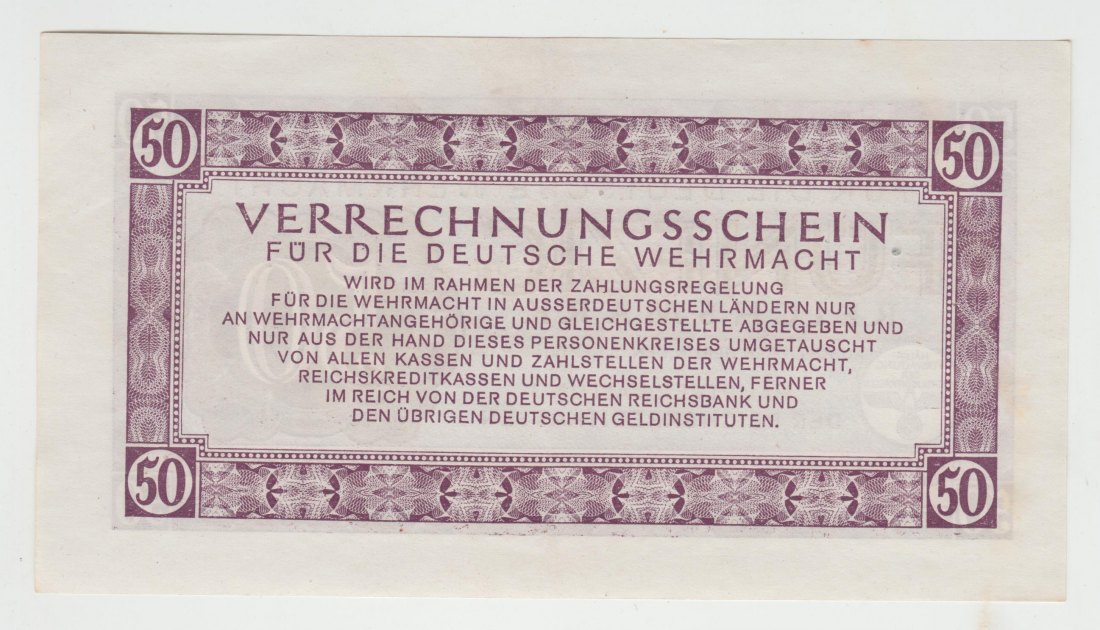 50 50
VERRECHNUNGSSCHEIN
FÜR DIE DEUTSCHE WEHRMACHT
WIRD IM RAHMEN DER ZAHLUNGSREGELUNG
FÜR DIE WEHRMACHT IN AUSSERDEUTSCHEN LÄNDERN NUR
AN WEHRMACHTANGEHÖRIGE UND GLEICHGESTELLTE ABGEGEBEN UND
NUR AUS DER HAND DIESES PERSONENKREISES UMGETAUSCHT
VON ALLEN KASSEN UND ZAHLSTELLEN DER WEHRMACHT,
REICHSKREDITKASSEN UND WECHSELSTELLEN, FERNER
IM REICH VON DER DEUTSCHEN REICHSBANK UND
DEN ÜBRIGEN DEUTSCHEN GELDINSTITUTEN.
50 50